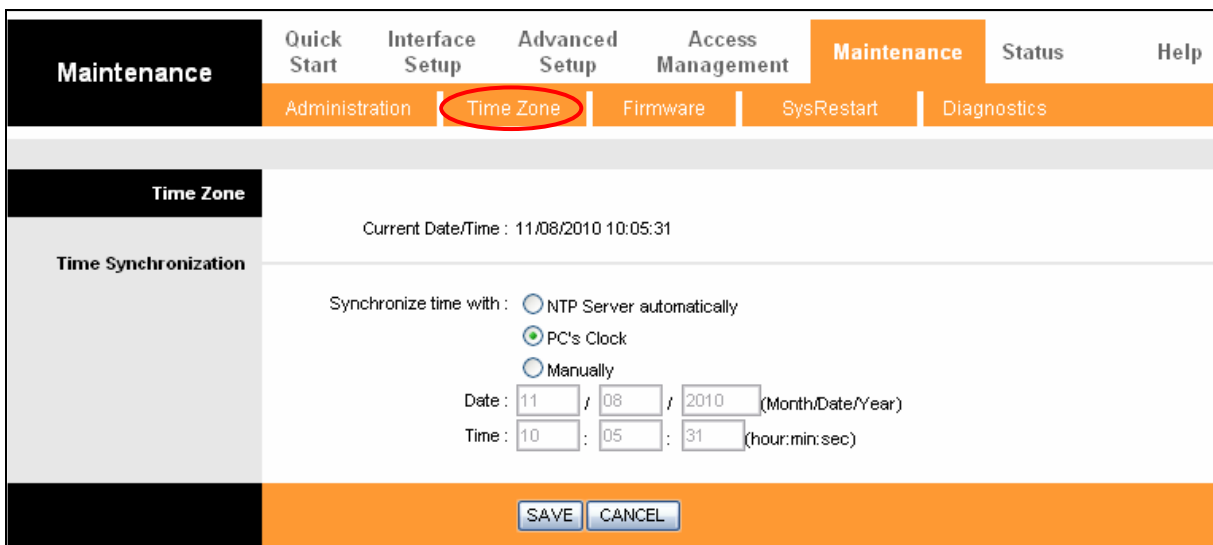 Maintenance
Quick Start
Interface Setup
Advanced Setup
Access Management
Maintenance
Status
Help
Administration
Time Zone
Firmware
SysRestart
Diagnostics
Time Zone
Current Date/Time : 11/08/2010 10:05:31
Time Synchronization
Synchronize time with : NTP Server automatically
PC's Clock
Manually
Date : 11 / 08 / 2010 (Month/Date/Year)
Time : 10 : 05 : 31 (hour:min:sec)
SAVE CANCEL